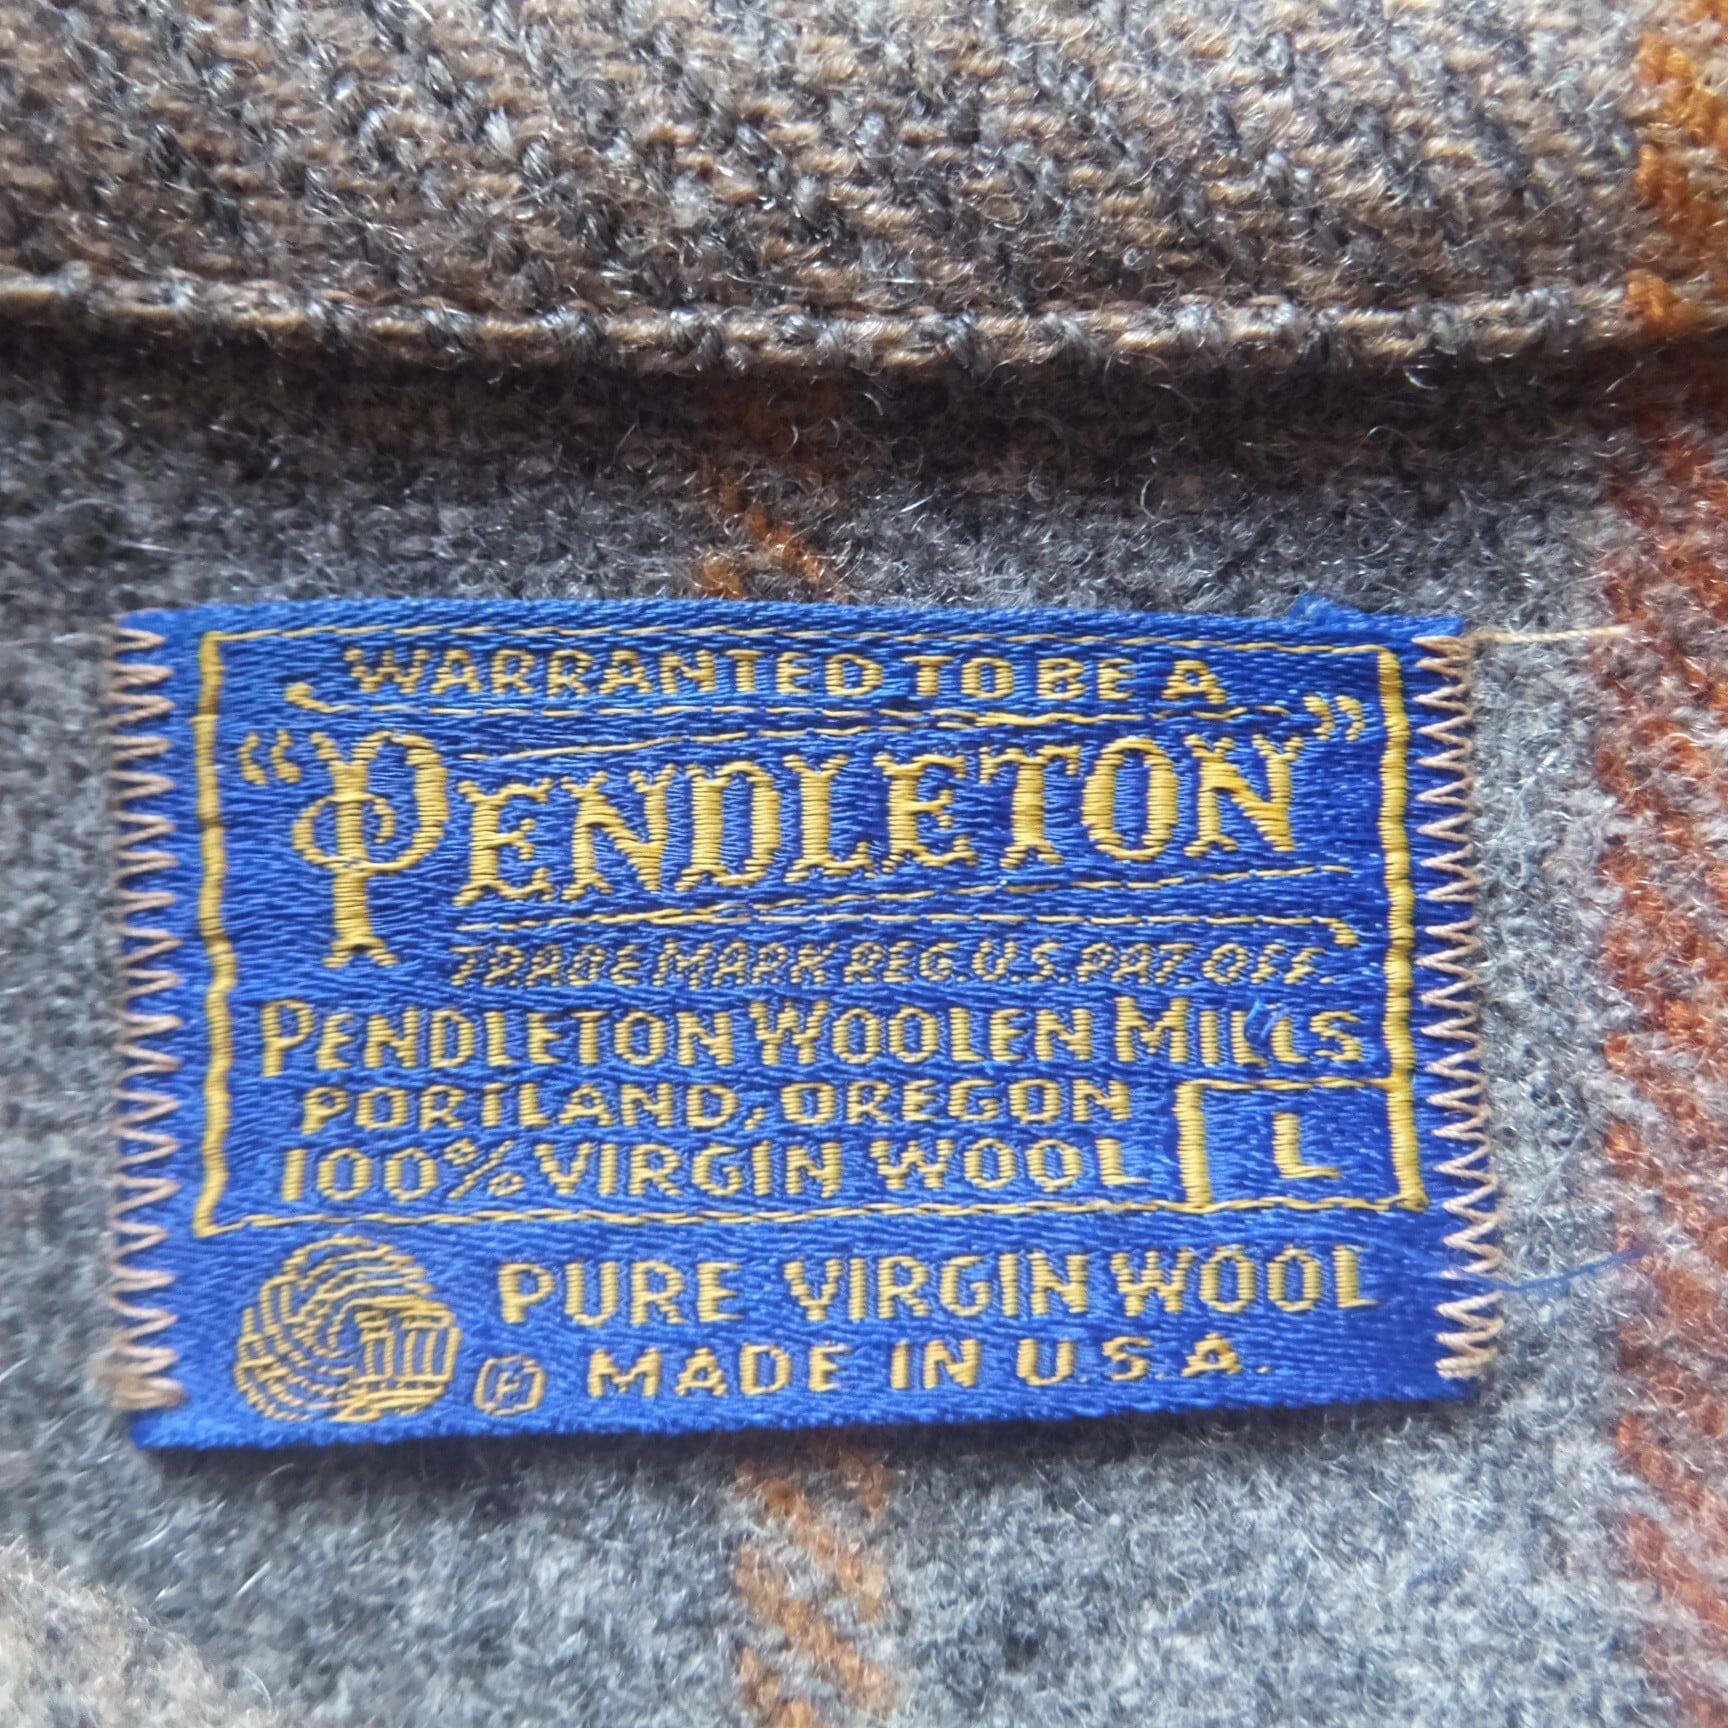 WARRANTED TO BE A
"PENDLETON"
TRADE MARK REG. U.S. PAT. OFF.
PENDLETON WOOLEN MILLS
PORTLAND, OREGON
100% VIRGIN WOOL
L
PURE VIRGIN WOOL
MADE IN U.S.A.